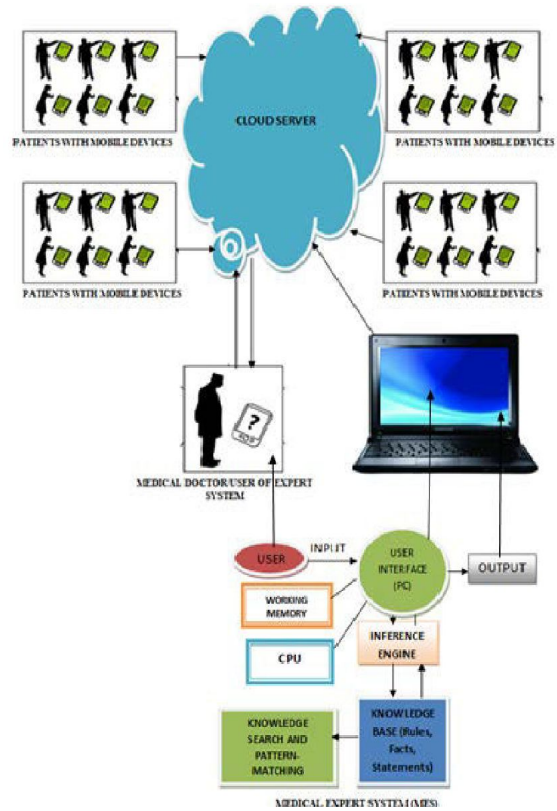 CLOUD SERVER
PATIENTS WITH MOBILE DEVICES
PATIENTS WITH MOBILE DEVICES
PATIENTS WITH MOBILE DEVICES
PATIENTS WITH MOBILE DEVICES
?
MEDICAL DOCTOR/USER OF EXPERT
SYSTEM
USER
INPUT
USER
INTERFACE
(PC)
OUTPUT
WORKING
MEMORY
CPU
INFERENCE
ENGINE
KNOWLEDGE
SEARCH AND
PATTERN-
MATCHING
KNOWLEDGE
BASE (Rules,
Facts,
Statements)
MEDICAL EXPERT SYSTEM (MES)